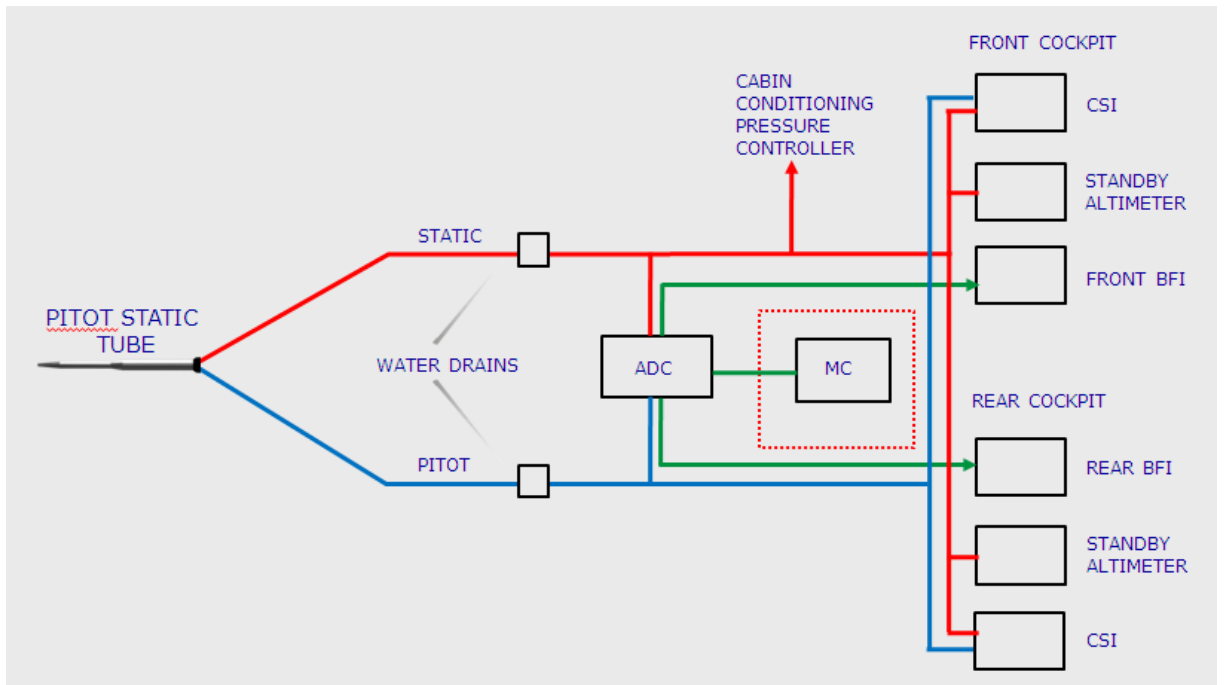 FRONT COCKPIT
CSI
CABIN
CONDITIONING
PRESSURE
CONTROLLER
STANDBY
ALTIMETER
STATIC
FRONT BFI
PITOT STATIC
TUBE
WATER DRAINS
ADC
MC
REAR COCKPIT
PITOT
REAR BFI
STANDBY
ALTIMETER
CSI